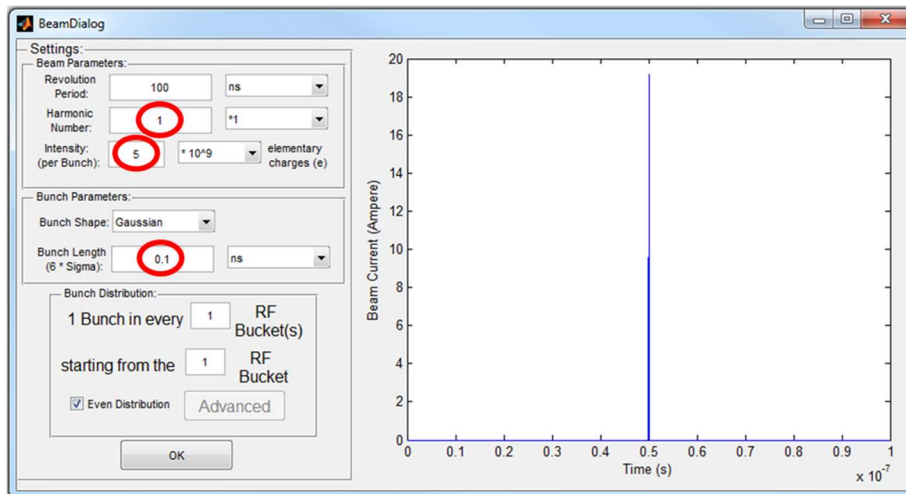 BeamDialog
Settings:
Beam Parameters:
Revolution Period: 100 ns
Harmonic Number: 1 *1
Intensity: (per Bunch): 5 * 10^9 elementary charges (e)
Bunch Parameters:
Bunch Shape: Gaussian
Bunch Length (6 * Sigma): 0.1 ns
Bunch Distribution:
1 Bunch in every 1 RF Bucket(s)
starting from the 1 RF Bucket
Even Distribution Advanced
OK
Beam Current (Ampere)
20
18
16
14
12
10
8
6
4
2
0
0 0.1 0.2 0.3 0.4 0.5 0.6 0.7 0.8 0.9 1
Time (s)
x 10^-7